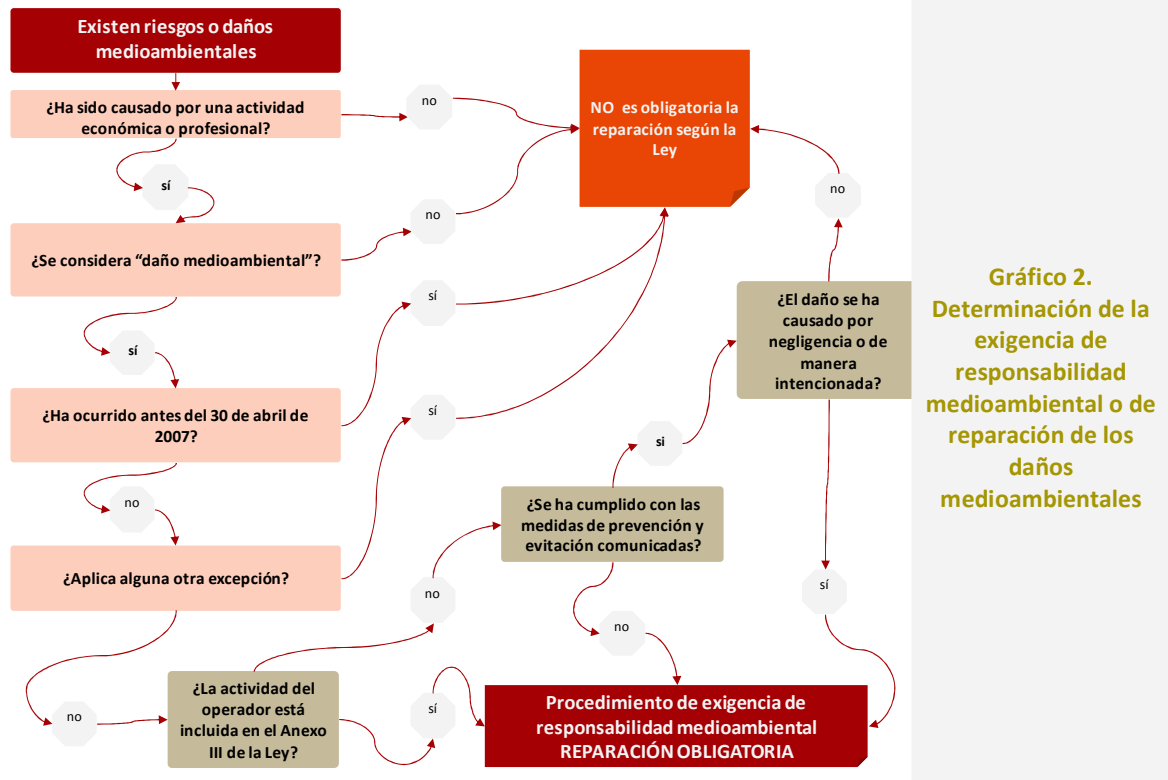 Existen riesgos o daños
medioambientales
¿Ha sido causado por una actividad
económica o profesional?
no
sí
¿Se considera “daño medioambiental”?
no
sí
¿Ha ocurrido antes del 30 de abril de
2007?
sí
no
¿Aplica alguna otra excepción?
sí
no
¿La actividad del
operador está
incluida en el Anexo
III de la Ley?
no
sí
¿Se ha cumplido con las
medidas de prevención y
evitación comunicadas?
si
no
¿El daño se ha
causado por
negligencia o de
manera
intencionada?
no
sí
NO es obligatoria la
reparación según la
Ley
Procedimiento de exigencia de
responsabilidad medioambiental
REPARACIÓN OBLIGATORIA
Gráfico 2.
Determinación de la
exigencia de
responsabilidad
medioambiental o de
reparación de los
daños
medioambientales